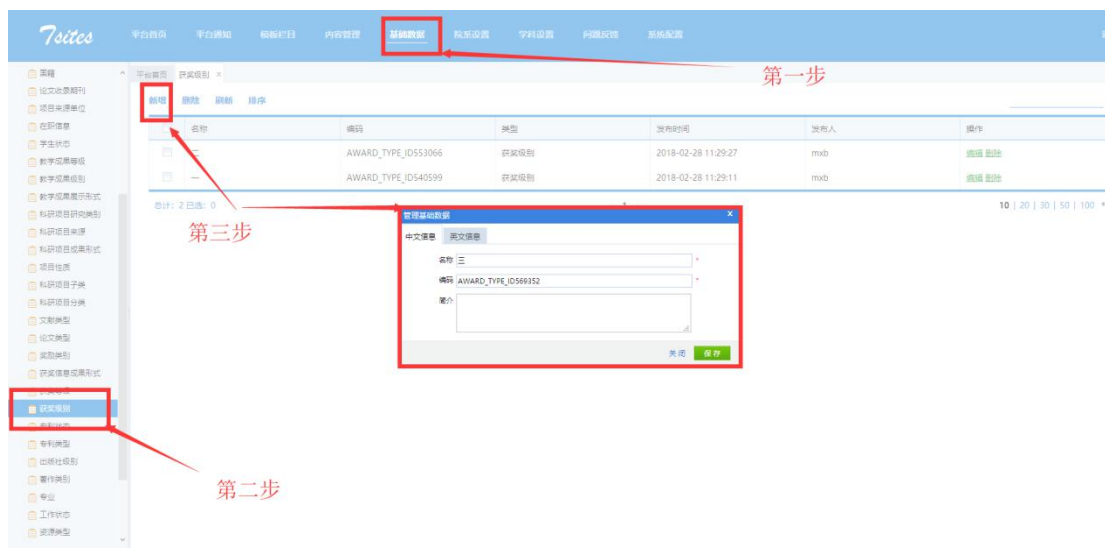 Tsites 平台首页 平台通知 模板栏目 内容管理 基础数据 院系设置 学科设置 问题反馈 系统配置
第一步
平台首页 获奖级别 ×
新增 删除 刷新 排序
名称 编码 类型 发布时间 发布人 操作
二 AWARD_TYPE_ID553066 获奖级别 2018-02-28 11:29:27 mxb 编辑 删除
一 AWARD_TYPE_ID540599 获奖级别 2018-02-28 11:29:11 mxb 编辑 删除
总计: 2 已选: 0 1 10 | 20 | 30 | 50 | 100
第三步
管理基础数据 x
中文信息 英文信息
名称 三 *
编码 AWARD_TYPE_ID569352 *
简介
关闭 保存
论文收录期刊
项目来源单位
在职信息
学生状态
教学成果等级
教学成果级别
教学成果展示形式
科研项目研究类别
科研项目来源
科研项目成果形式
项目性质
科研项目子类
科研项目分类
文献类型
论文类型
奖励类别
获奖信息成果形式
获奖级别
专利状态
专利类型
出版社级别
著作类别
专业
工作状态
资源类型
第二步